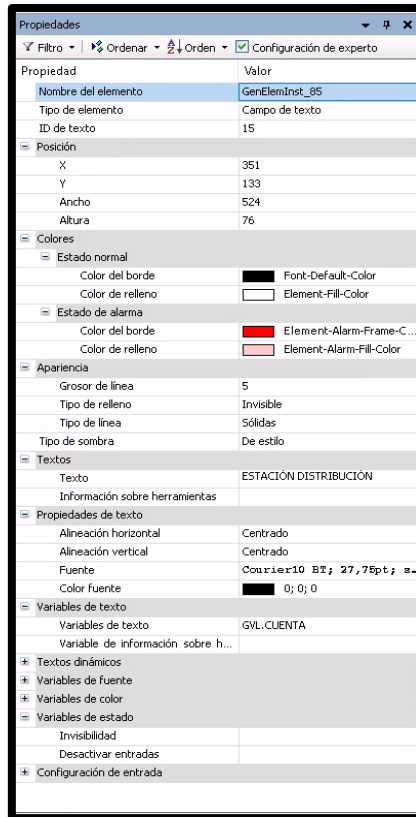 Propiedades
Filtro Ordenar Orden Configuración de experto
Propiedad Valor
Nombre del elemento GenElemInst_85
Tipo de elemento Campo de texto
ID de texto 15
Posición
X 351
Y 133
Ancho 524
Altura 76
Colores
Estado normal
Color del borde Font-Default-Color
Color de relleno Element-Fill-Color
Estado de alarma
Color del borde Element-Alarm-Frame-C...
Color de relleno Element-Alarm-Fill-Color
Apariencia
Grosor de línea 5
Tipo de relleno Invisible
Tipo de línea Sólidas
Tipo de sombra De estilo
Textos
Texto ESTACIÓN DISTRIBUCIÓN
Información sobre herramientas
Propiedades de texto
Alineación horizontal Centrado
Alineación vertical Centrado
Fuente Courier10 BT; 27,75pt; s...
Color fuente 0; 0; 0
Variables de texto
Variables de texto GVL.CUENTA
Variable de información sobre h...
Textos dinámicos
Variables de fuente
Variables de color
Variables de estado
Invisibilidad
Desactivar entradas
Configuración de entrada